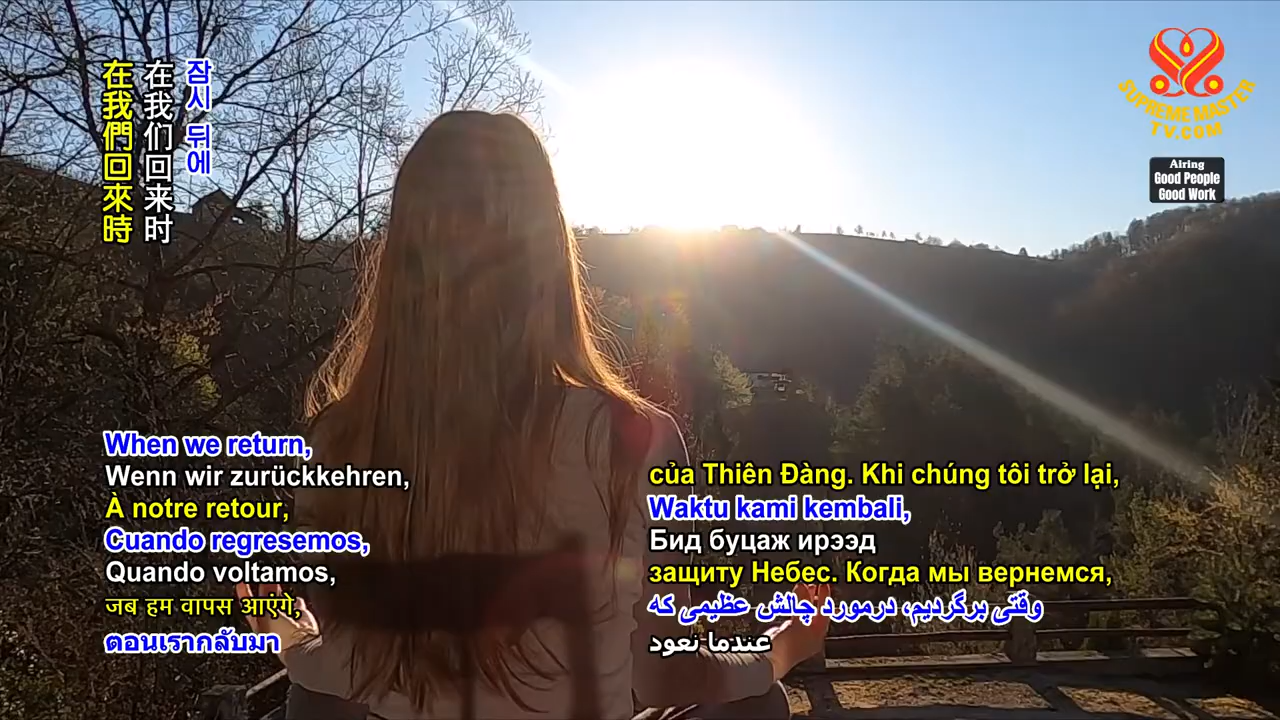 在我們回來時
在我们回来时
잠시 뒤에
SUPREME MASTER
TV.COM
Airing
Good People
Good Work
When we return,
Wenn wir zurückkehren,
À notre retour,
Cuando regresemos,
Quando voltamos,
जब हम वापस आएंगे,
ตอนเรากลับมา
của Thiên Đàng. Khi chúng tôi trở lại,
Waktu kami kembali,
Бид буцаж ирээд
защиту Небес. Когда мы вернемся,
وقتی برگردیم، درمورد چالش عظیمی که
عندما نعود